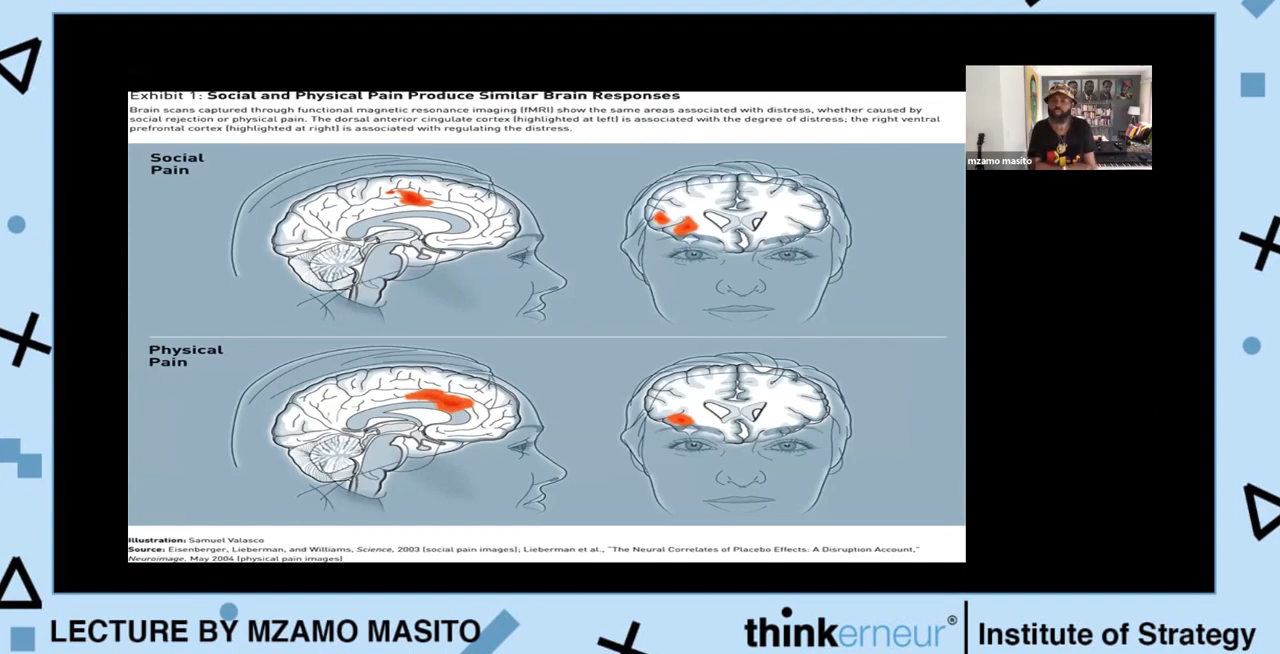 Exhibit 1: Social and Physical Pain Produce Similar Brain Responses
Brain scans captured through functional magnetic resonance imaging (fMRI) show the same areas associated with distress, whether caused by
social rejection or physical pain. The dorsal anterior cingulate cortex (highlighted at left) is associated with the degree of distress; the right ventral
prefrontal cortex (highlighted at right) is associated with regulating the distress.
Social
Pain
Physical
Pain
Illustration: Samuel Valasco
Source: Eisenberger, Lieberman, and Williams, Science, 2003 (social pain images); Lieberman et al., "The Neural Correlates of Placebo Effects: A Disruption Account,"
Neuroimage, May 2004 (physical pain images)
mzamo masito
LECTURE BY MZAMO MASITO
thinkerneur®
Institute of Strategy